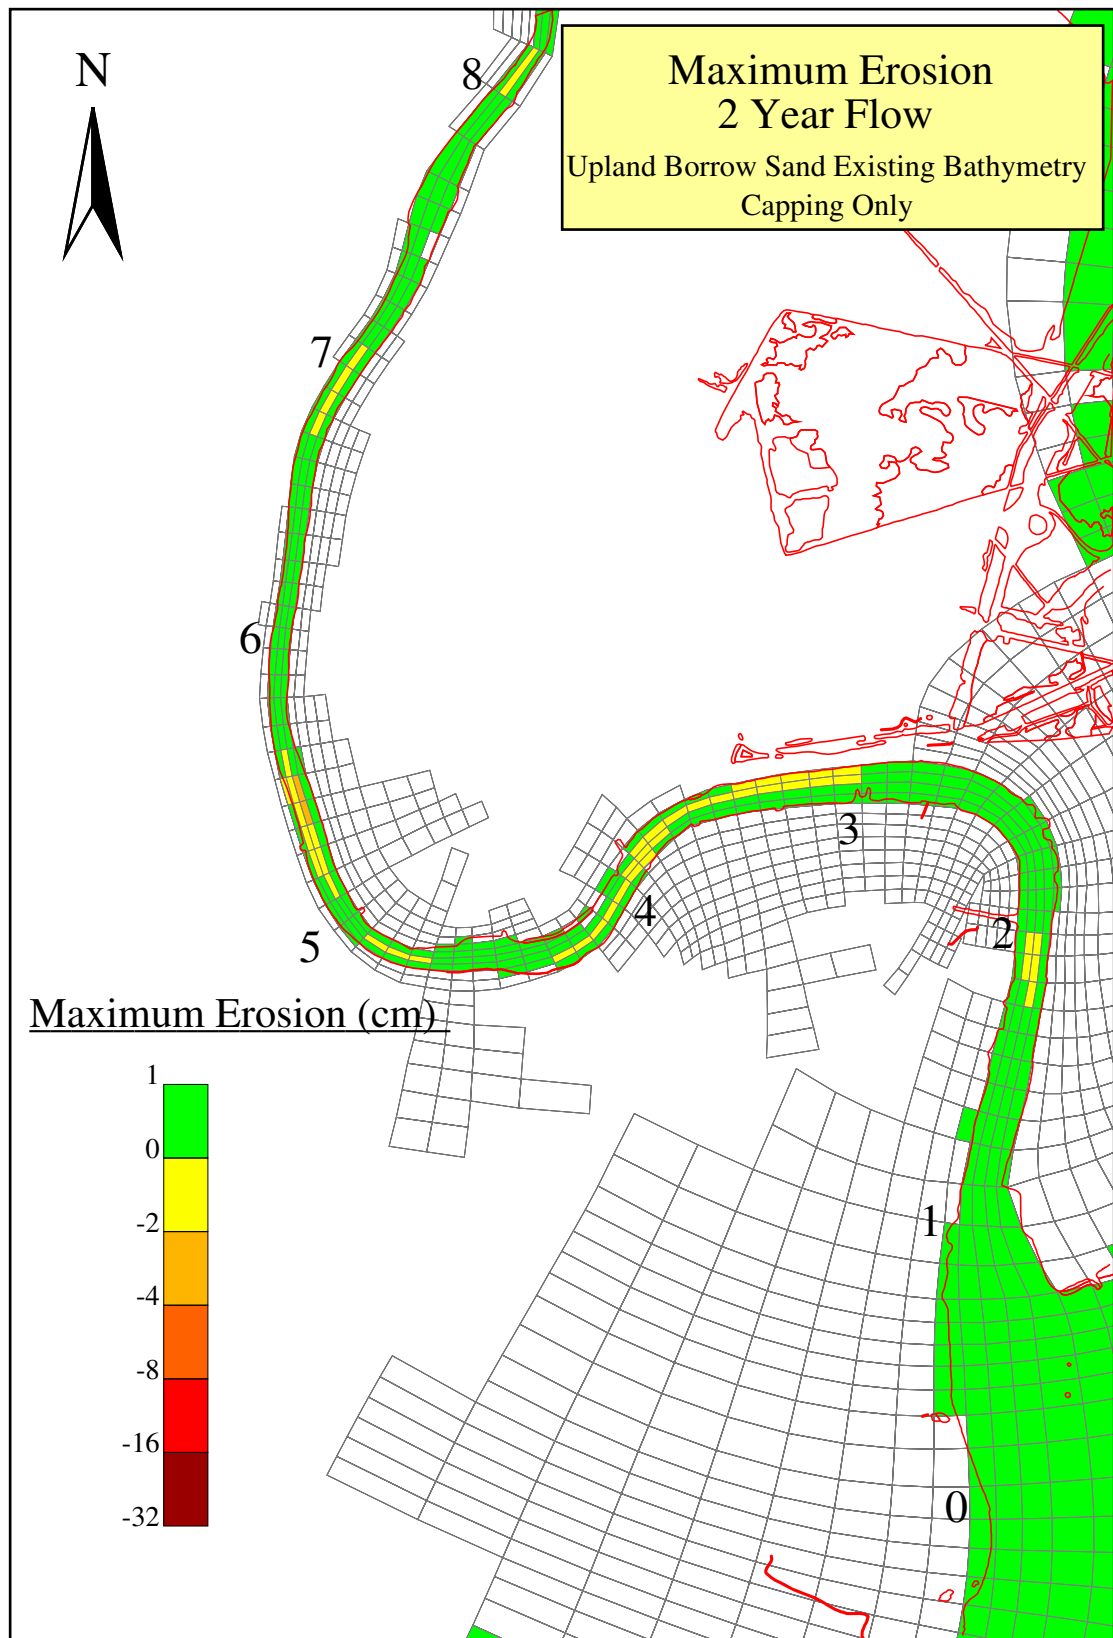 N
8
Maximum Erosion
2 Year Flow
Upland Borrow Sand Existing Bathymetry
Capping Only
7
6
3
4
2
5
Maximum Erosion (cm)
1
0
-2
-4
-8
-16
-32
1
0